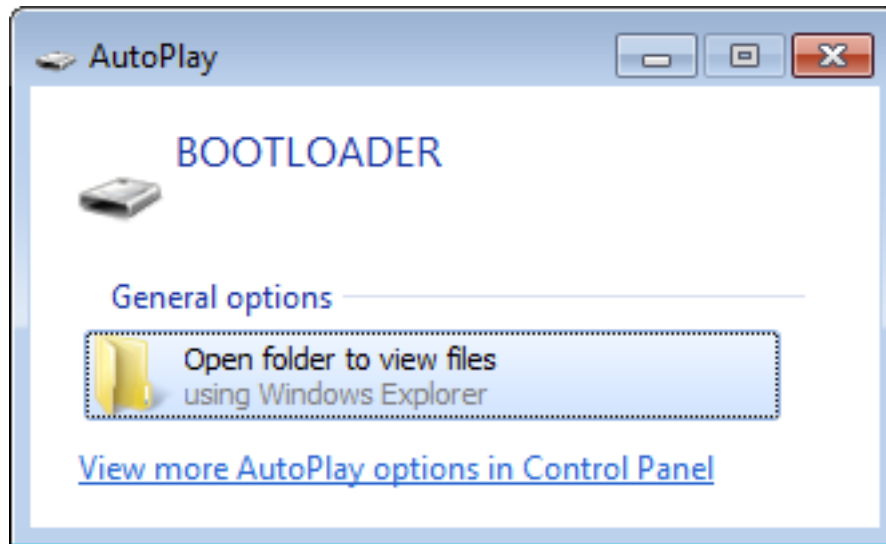 AutoPlay
BOOTLOADER
General options
Open folder to view files
using Windows Explorer
View more AutoPlay options in Control Panel